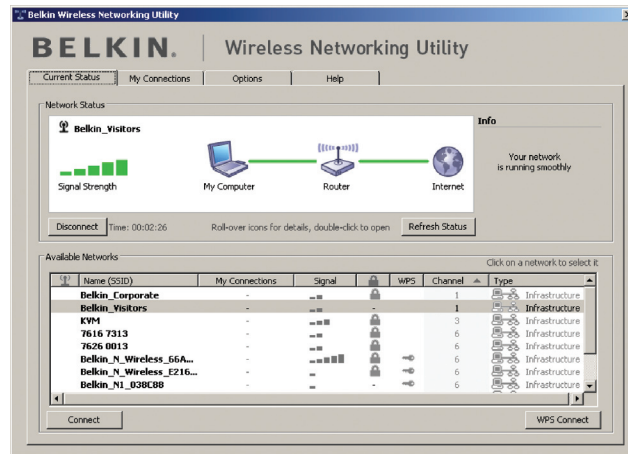 Belkin Wireless Networking Utility
BELKIN. | Wireless Networking Utility
Current Status My Connections Options Help
Network Status
Belkin_Visitors
Info
Your network
is running smoothly
Signal Strength My Computer Router Internet
Disconnect Time: 00:02:26 Roll-over icons for details, double-click to open Refresh Status
Available Networks
Click on a network to select it
Name (SSID) My Connections Signal WPS Channel Type
Belkin_Corporate - 1 Infrastructure
Belkin_Visitors - - 1 Infrastructure
KVM - 3 Infrastructure
7616 7313 - 6 Infrastructure
7626 0013 - 6 Infrastructure
Belkin_N_Wireless_66A... - 6 Infrastructure
Belkin_N_Wireless_E216... - 6 Infrastructure
Belkin_N1_038C88 - - 6 Infrastructure
Connect WPS Connect